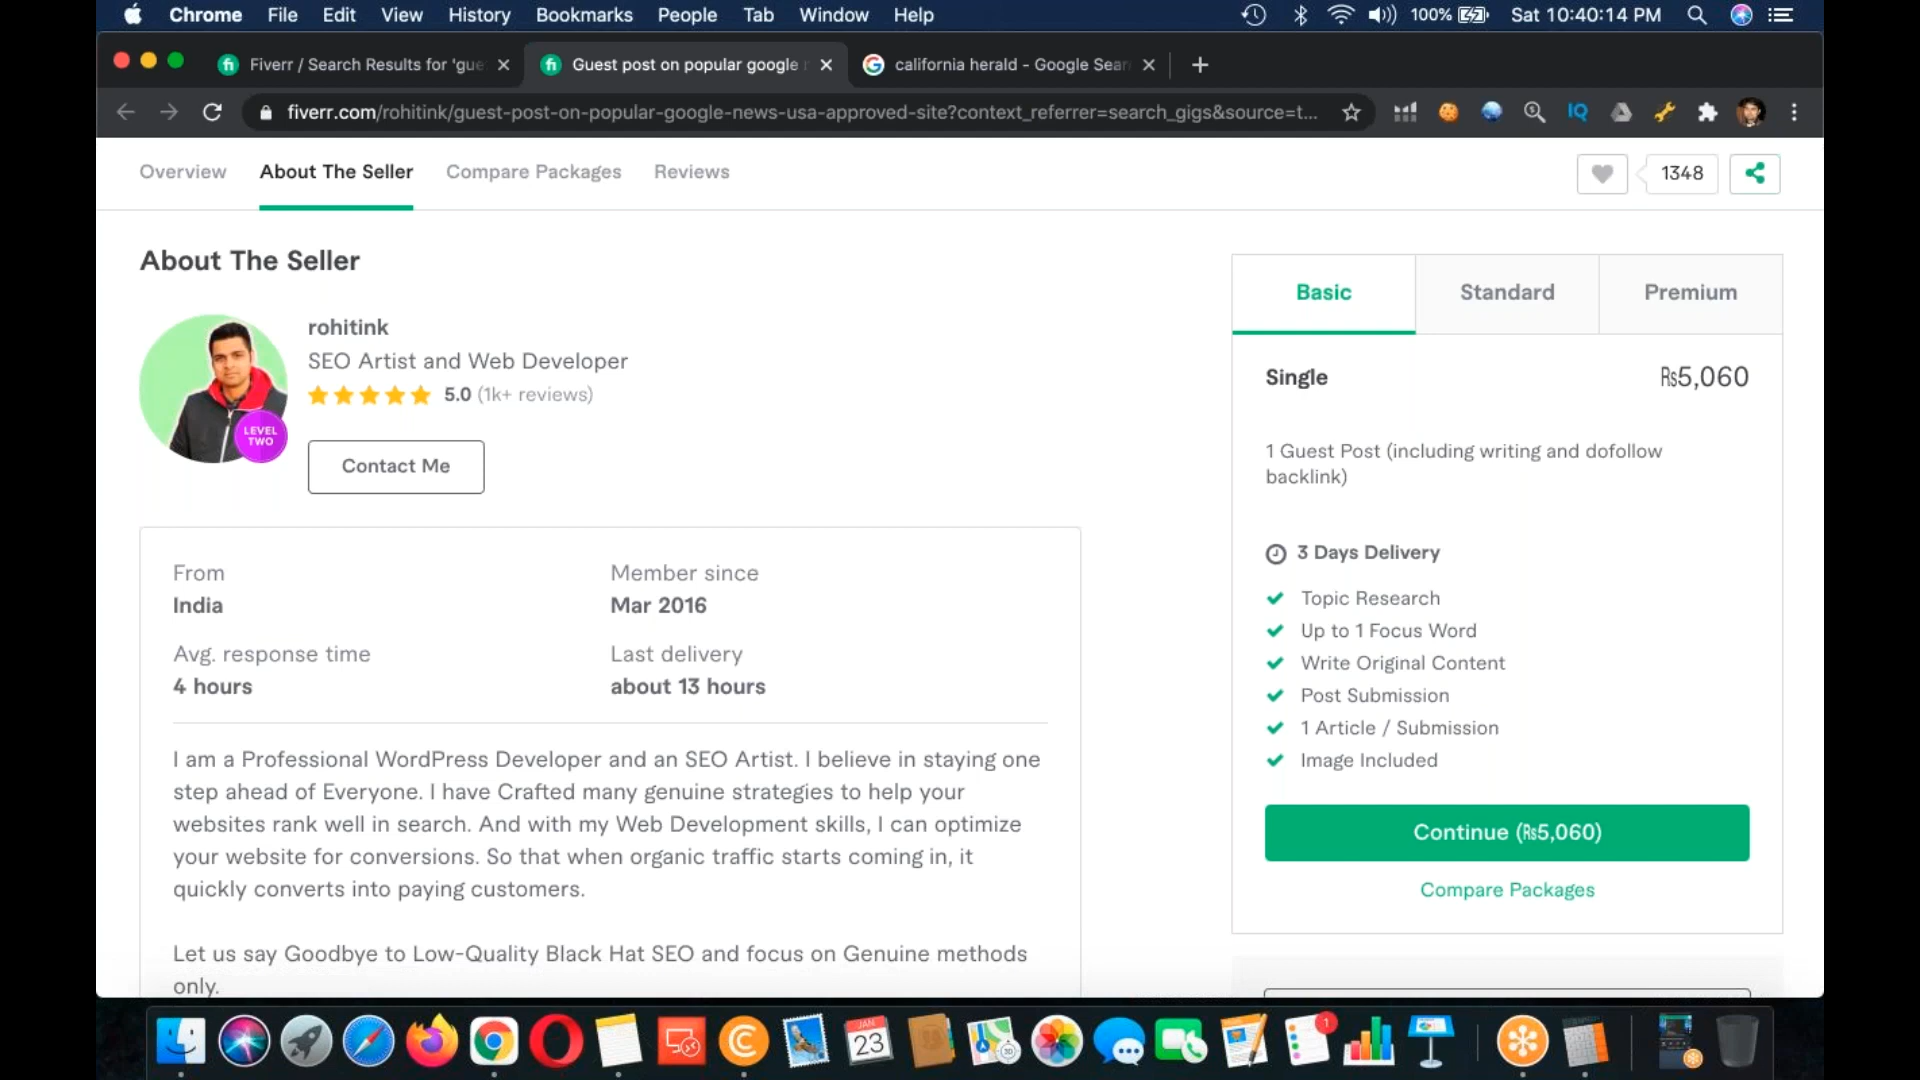 Chrome File Edit View History Bookmarks People Tab Window Help 100% Sat 10:40:14 PM
Fiverr / Search Results for 'gue
Guest post on popular google
california herald - Google Sear
fiverr.com/rohitink/guest-post-on-popular-google-news-usa-approved-site?context_referrer=search_gigs&source=t...
IQ
Overview About The Seller Compare Packages Reviews
1348
About The Seller
rohitink
SEO Artist and Web Developer
5.0 (1k+ reviews)
LEVEL
TWO
Contact Me
From
India
Member since
Mar 2016
Avg. response time
4 hours
Last delivery
about 13 hours
I am a Professional WordPress Developer and an SEO Artist. I believe in staying one
step ahead of Everyone. I have Crafted many genuine strategies to help your
websites rank well in search. And with my Web Development skills, I can optimize
your website for conversions. So that when organic traffic starts coming in, it
quickly converts into paying customers.
Let us say Goodbye to Low-Quality Black Hat SEO and focus on Genuine methods
only.
Basic Standard Premium
Single ₨5,060
1 Guest Post (including writing and dofollow
backlink)
3 Days Delivery
Topic Research
Up to 1 Focus Word
Write Original Content
Post Submission
1 Article / Submission
Image Included
Continue (₨5,060)
Compare Packages
JAN
23
3D
1